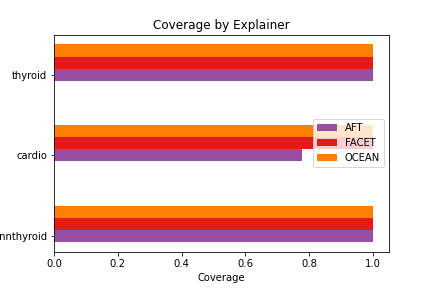 Coverage by Explainer
thyroid
cardio
nnthyroid
AFT
FACET
OCEAN
0.0 0.2 0.4 0.6 0.8 1.0
Coverage